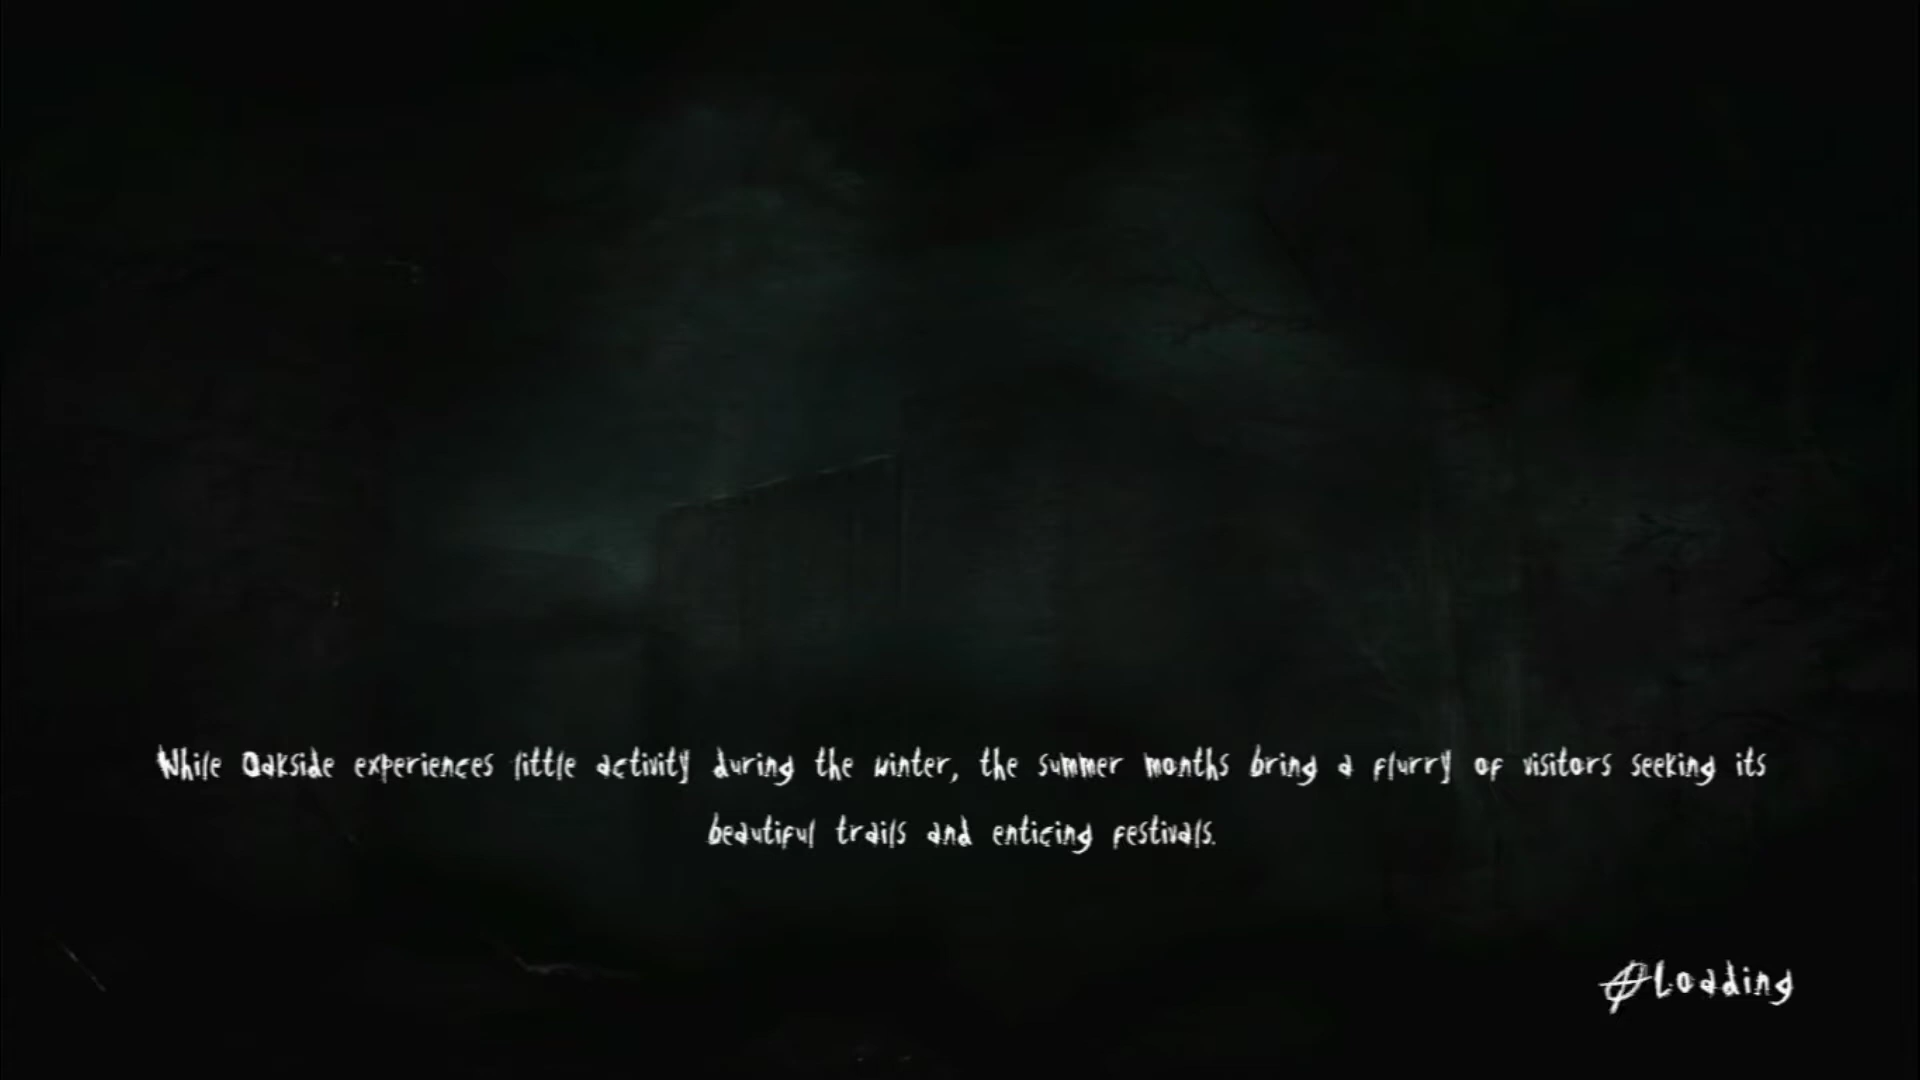 While Oakside experiences little activity during the winter, the summer months bring a flurry of visitors seeking its
beautiful trails and enticing festivals.
Loading